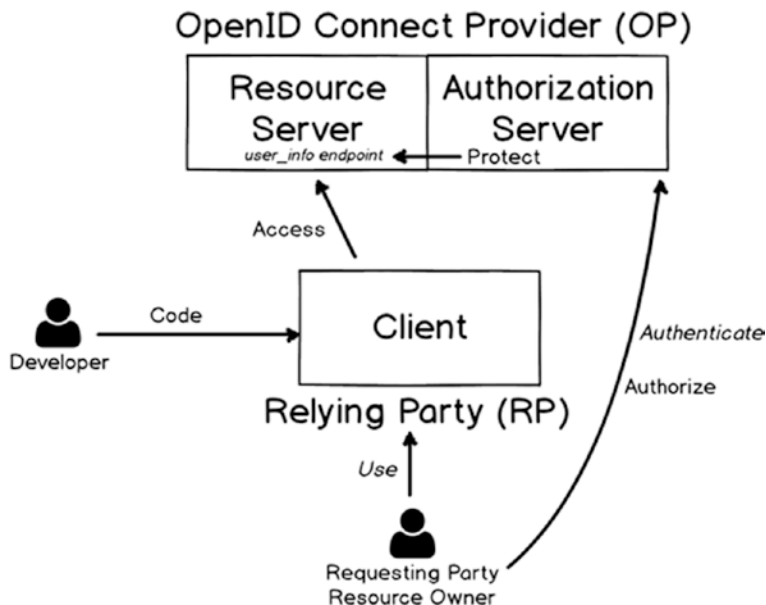 OpenID Connect Provider (OP)
Resource
Server
user_info endpoint
Authorization
Server
Protect
Access
Code
Developer
Client
Relying Party (RP)
Authenticate
Authorize
Use
Requesting Party
Resource Owner